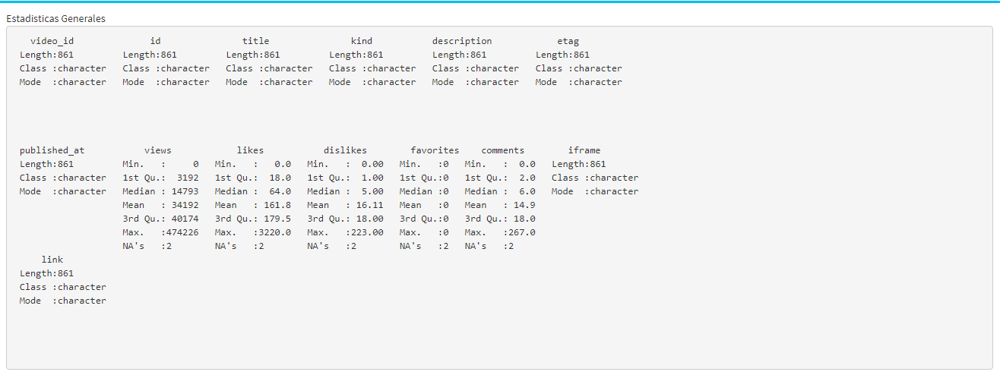 Estadisticas Generales
video_id id title kind description etag
Length:861 Length:861 Length:861 Length:861 Length:861 Length:861
Class :character Class :character Class :character Class :character Class :character Class :character
Mode :character Mode :character Mode :character Mode :character Mode :character Mode :character
published_at views likes dislikes favorites comments iframe
Length:861 Min. : 0 Min. : 0.0 Min. : 0.00 Min. :0 Min. : 0.0 Length:861
Class :character 1st Qu.: 3192 1st Qu.: 18.0 1st Qu.: 1.00 1st Qu.:0 1st Qu.: 2.0 Class :character
Mode :character Median : 14793 Median : 64.0 Median : 5.00 Median :0 Median : 6.0 Mode :character
Mean : 34192 Mean : 161.8 Mean : 16.11 Mean :0 Mean : 14.9
3rd Qu.: 40174 3rd Qu.: 179.5 3rd Qu.: 18.00 3rd Qu.:0 3rd Qu.: 18.0
Max. :474226 Max. :3220.0 Max. :223.00 Max. :0 Max. :267.0
NA's :2 NA's :2 NA's :2 NA's :2 NA's :2
link
Length:861
Class :character
Mode :character